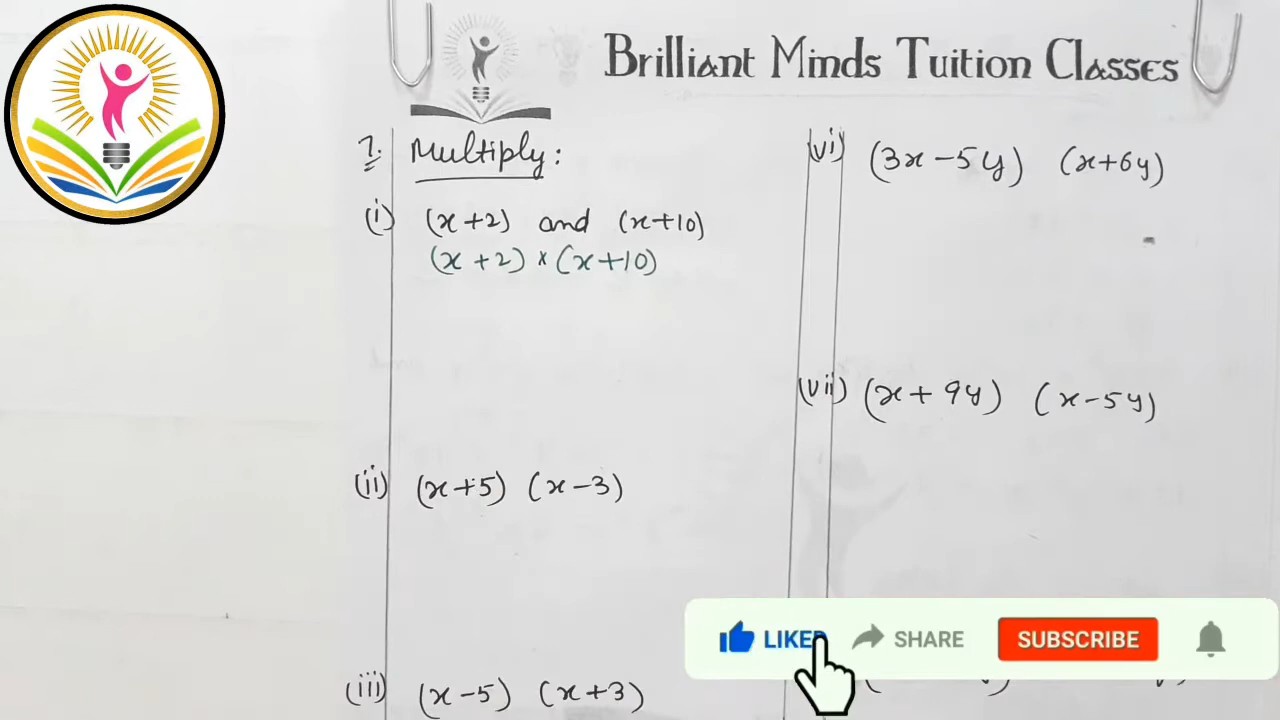 Brilliant Minds Tuition Classes
7. Multiply:
(i) (x+2) and (x+10)
(x+2) × (x+10)
(ii) (x+5) (x-3)
(iii) (x-5) (x+3)
(vi) (3x-5y) (x+6y)
(vii) (x+9y) (x-5y)
LIKED SHARE SUBSCRIBE